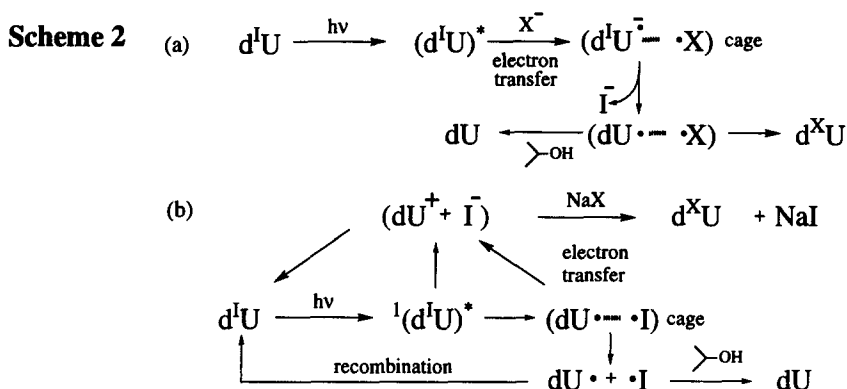 Scheme 2
(a) dᴵU hν (dᴵU)* X⁻ electron transfer (dᴵU•⁻ ·X) cage
I⁻
dU OH (dU· ·X) dˣU
(b) (dU⁺ + I⁻) NaX dˣU + NaI
electron transfer
dᴵU hν ¹(dᴵU)* (dU· ·I) cage
recombination dU· + ·I OH dU